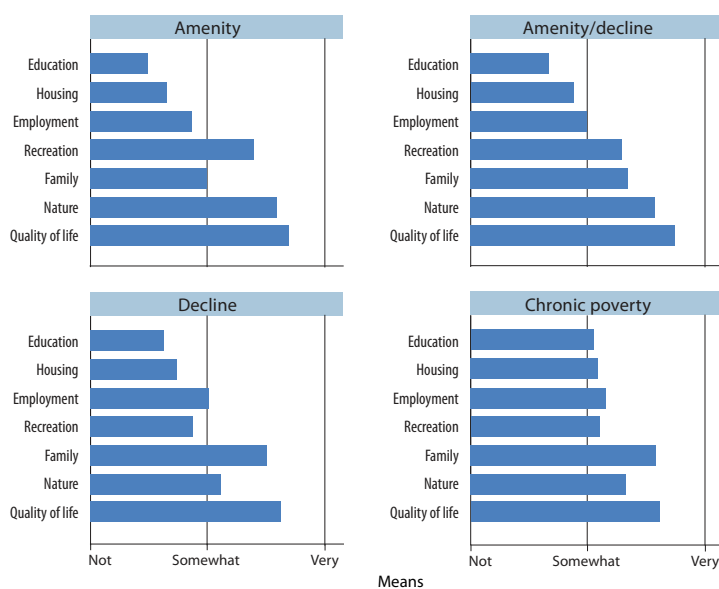 Amenity
Education
Housing
Employment
Recreation
Family
Nature
Quality of life
Amenity/decline
Education
Housing
Employment
Recreation
Family
Nature
Quality of life
Decline
Education
Housing
Employment
Recreation
Family
Nature
Quality of life
Not Somewhat Very
Chronic poverty
Education
Housing
Employment
Recreation
Family
Nature
Quality of life
Not Somewhat Very
Means